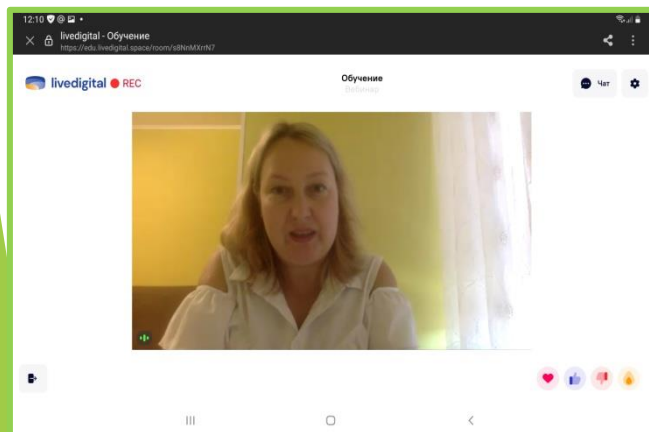 12:10
livedigital - Обучение
https://edu.livedigital.space/room/s8NnMXrrN7
livedigital REC
Обучение
Вебинар
Чат